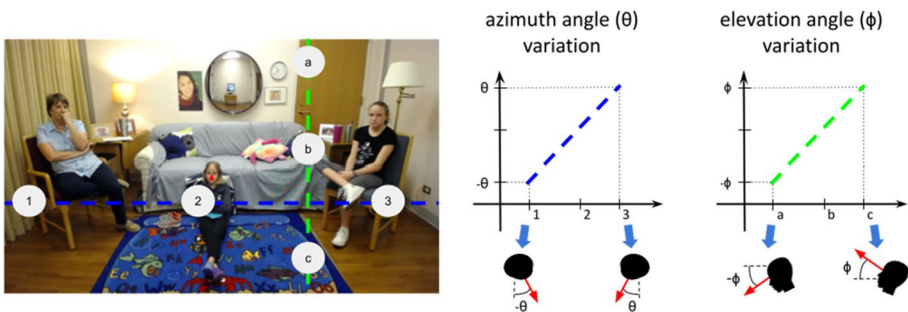 azimuth angle (θ)
variation
elevation angle (ϕ)
variation
a
b
1
2
3
c
θ
-θ
1
2
3
-θ
θ
ϕ
-ϕ
a
b
c
-ϕ
ϕ